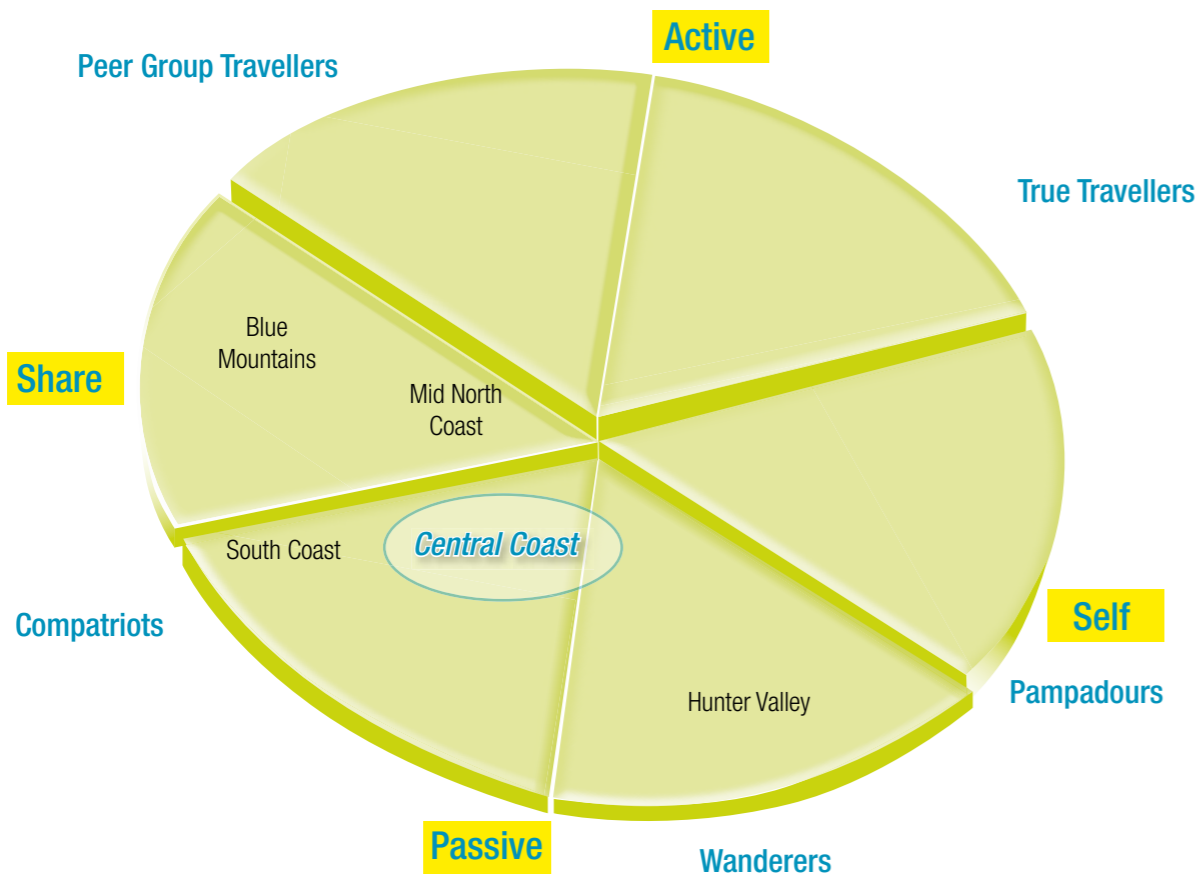 Active
Peer Group Travellers
True Travellers
Blue
Mountains
Share
Mid North
Coast
Central Coast
South Coast
Self
Compatriots
Pampadours
Hunter Valley
Passive
Wanderers